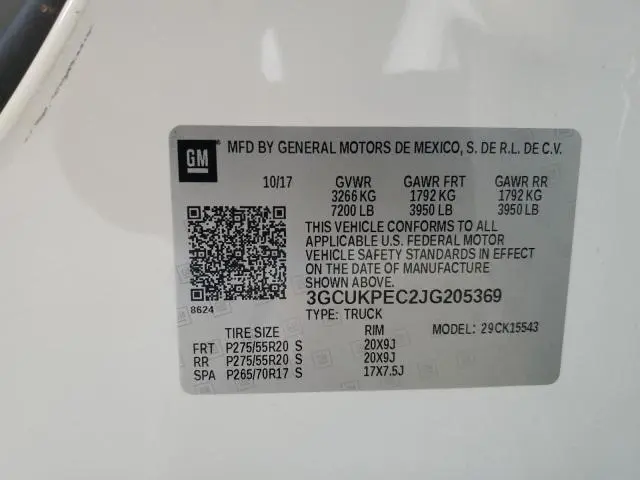 GM MFD BY GENERAL MOTORS DE MEXICO, S. DE R.L. DE C.V.
10/17 GVWR GAWR FRT GAWR RR
3266 KG 1792 KG 1792 KG
7200 LB 3950 LB 3950 LB
THIS VEHICLE CONFORMS TO ALL
APPLICABLE U.S. FEDERAL MOTOR
VEHICLE SAFETY STANDARDS IN EFFECT
ON THE DATE OF MANUFACTURE
SHOWN ABOVE.
8624 3GCUKPEC2JG205369
TYPE: TRUCK
TIRE SIZE RIM MODEL: 29CK15543
FRT P275/55R20 S 20X9J
RR P275/55R20 S 20X9J
SPA P265/70R17 S 17X7.5J